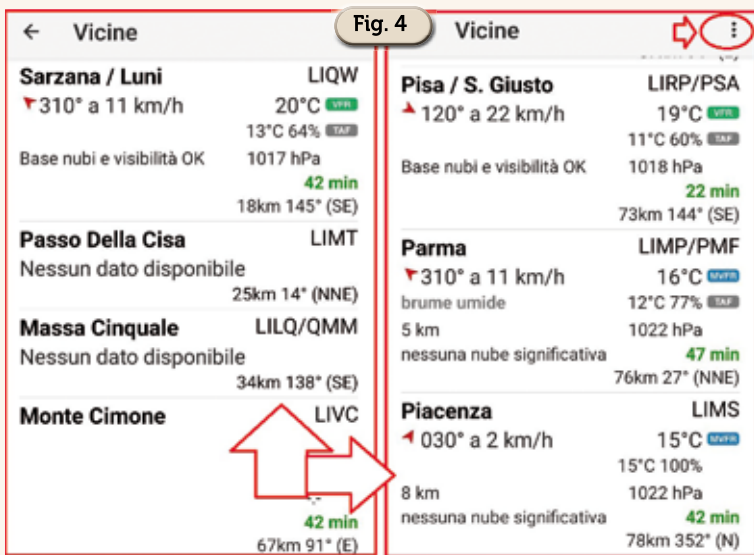 Fig. 4
Vicine
Sarzana / Luni LIQW
310° a 11 km/h 20°C VFR
13°C 64% TAF
Base nubi e visibilità OK 1017 hPa
42 min
18km 145° (SE)
Passo Della Cisa LIMT
Nessun dato disponibile
25km 14° (NNE)
Massa Cinquale LILQ/QMM
Nessun dato disponibile
34km 138° (SE)
Monte Cimone LIVC
42 min
67km 91° (E)
Vicine
Pisa / S. Giusto LIRP/PSA
120° a 22 km/h 19°C VFR
11°C 60% TAF
Base nubi e visibilità OK 1018 hPa
22 min
73km 144° (SE)
Parma LIMP/PMF
310° a 11 km/h 16°C MVFR
brume umide 12°C 77% TAF
5 km 1022 hPa
nessuna nube significativa 47 min
76km 27° (NNE)
Piacenza LIMS
030° a 2 km/h 15°C MVFR
15°C 100%
8 km 1022 hPa
nessuna nube significativa 42 min
78km 352° (N)